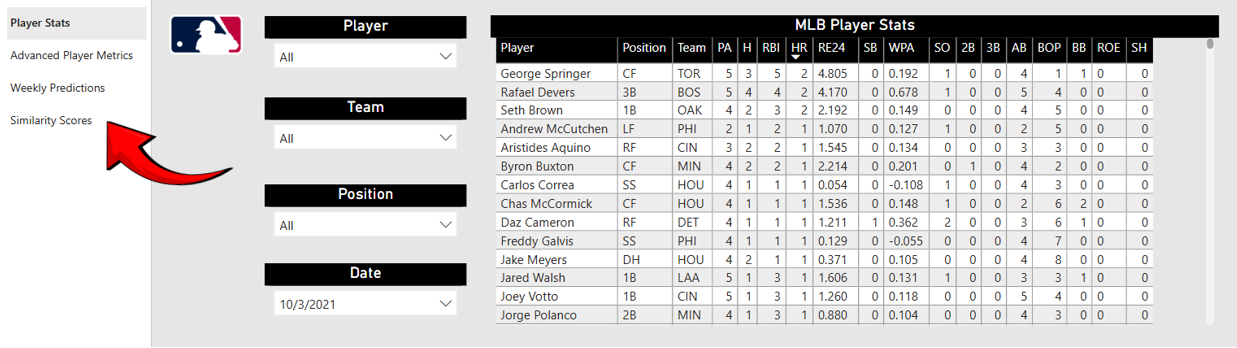 Player Stats
Advanced Player Metrics
Weekly Predictions
Similarity Scores
Player
All
Team
All
Position
All
Date
10/3/2021
MLB Player Stats
Player Position Team PA H RBI HR RE24 SB WPA SO 2B 3B AB BOP BB ROE SH
George Springer CF TOR 5 3 5 2 4.805 0 0.192 1 0 0 4 1 1 0 0
Rafael Devers 3B BOS 5 4 4 2 4.170 0 0.678 1 0 0 5 4 0 0 0
Seth Brown 1B OAK 4 2 3 2 2.192 0 0.149 0 0 0 4 5 0 0 0
Andrew McCutchen LF PHI 2 1 2 1 1.070 0 0.127 1 0 0 2 5 0 0 0
Aristides Aquino RF CIN 3 2 2 1 1.545 0 0.134 0 0 0 3 3 0 0 0
Byron Buxton CF MIN 4 2 2 1 2.214 0 0.201 0 1 0 4 2 0 0 0
Carlos Correa SS HOU 4 1 1 1 0.054 0 -0.108 1 0 0 4 3 0 0 0
Chas McCormick CF HOU 4 1 1 1 1.536 0 0.148 1 0 0 2 6 2 0 0
Daz Cameron RF DET 4 1 1 1 1.211 1 0.362 2 0 0 3 6 1 0 0
Freddy Galvis SS PHI 4 1 1 1 0.129 0 -0.055 0 0 0 4 7 0 0 0
Jake Meyers DH HOU 4 2 1 1 0.371 0 0.105 0 0 0 4 8 0 0 0
Jared Walsh 1B LAA 5 1 3 1 1.606 0 0.131 1 0 0 3 3 1 0 0
Joey Votto 1B CIN 5 1 3 1 1.260 0 0.118 0 0 0 5 4 0 0 0
Jorge Polanco 2B MIN 4 1 3 1 0.880 0 0.104 0 0 0 4 3 0 0 0